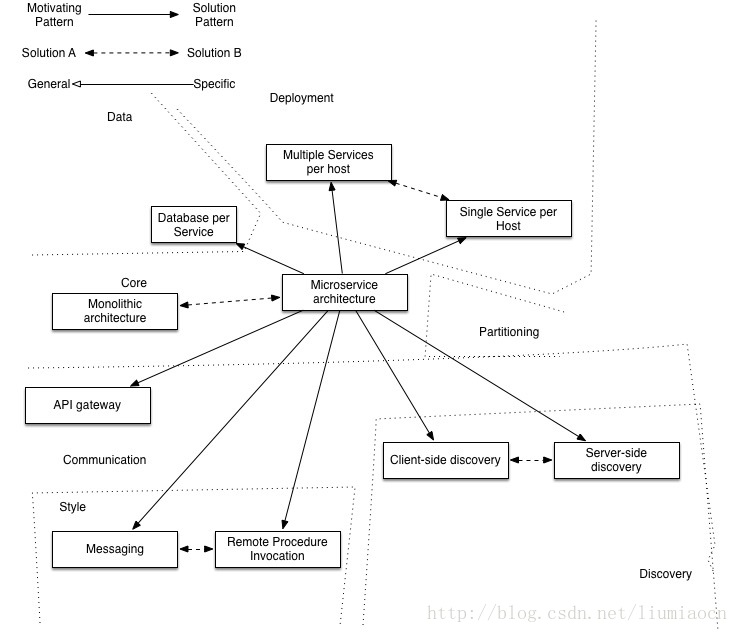 Motivating
Pattern
Solution
Pattern
Solution A
Solution B
General
Specific
Data
Deployment
Multiple Services
per host
Database per
Service
Single Service per
Host
Core
Microservice
architecture
Monolithic
architecture
Partitioning
API gateway
Communication
Client-side discovery
Server-side
discovery
Style
Messaging
Remote Procedure
Invocation
Discovery
http://blog.csdn.net/liumiaocn